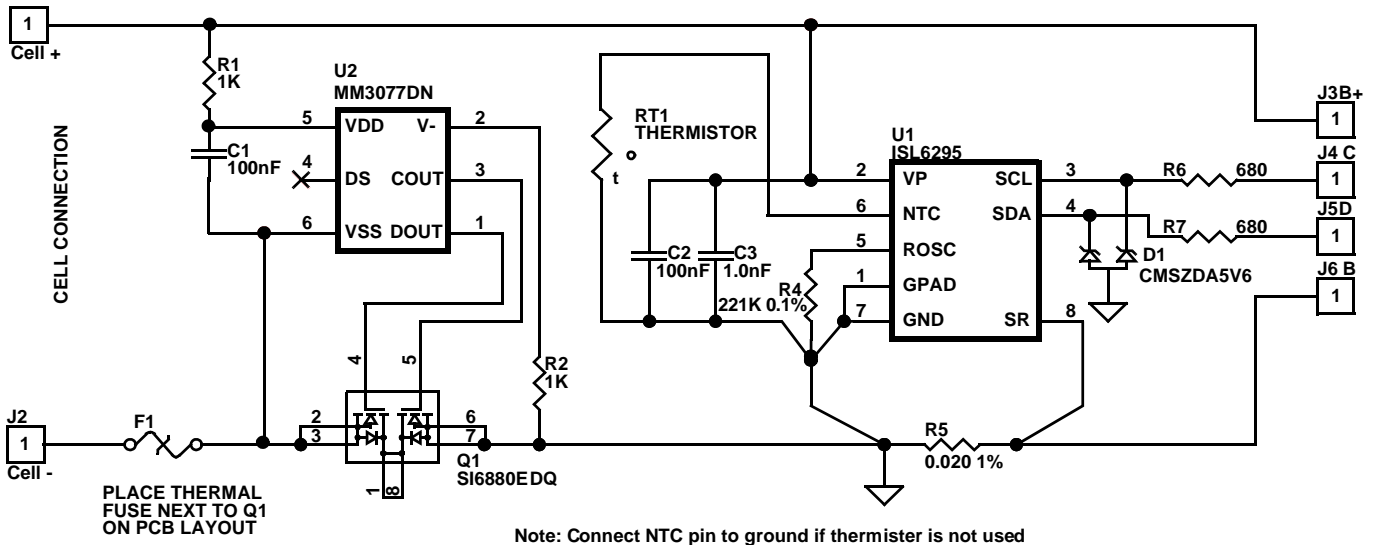 1
Cell +
R1
1K
U2
MM3077DN
5
VDD
V-
2
C1
100nF
4
DS
COUT
3
6
VSS
DOUT
1
CELL CONNECTION
4
5
R2
1K
J2
1
Cell -
F1
2
3
6
7
1
8
Q1
SI6880EDQ
PLACE THERMAL
FUSE NEXT TO Q1
ON PCB LAYOUT
RT1
THERMISTOR
t
U1
ISL6295
2
VP
SCL
3
6
NTC
SDA
4
5
ROSC
1
GPAD
7
GND
SR
8
C2
100nF
C3
1.0nF
R4
221K 0.1%
R6
680
R7
680
D1
CMSZDA5V6
J3B+
1
J4 C
1
J5D
1
J6 B
1
R5
0.020 1%
Note: Connect NTC pin to ground if thermister is not used